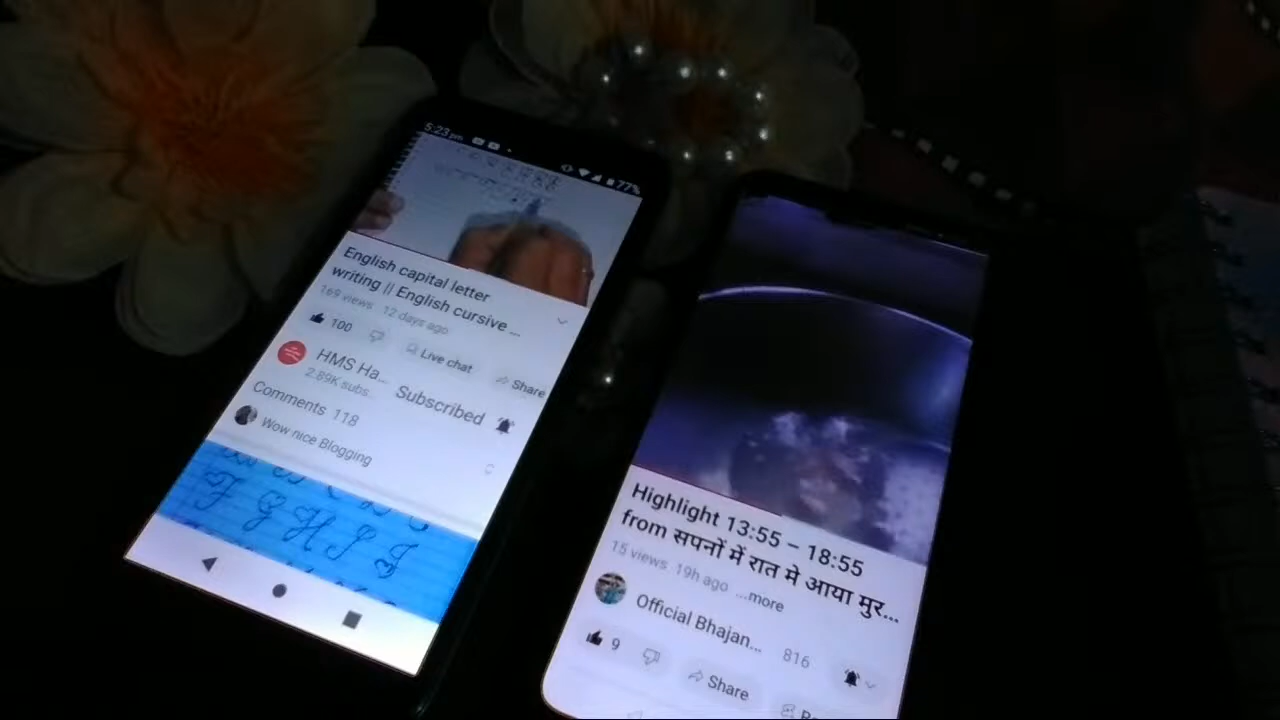 5:23 pm
77%
English capital letter
writing || English cursive ...
169 views 12 days ago
100
Live chat
Share
HMS Ha...
2.89K subs.
Subscribed
Comments 118
Wow nice Blogging
F G H I J
Highlight 13:55 – 18:55
from सपनों में रात मे आया मुर...
15 views 19h ago ...more
Official Bhajan... 816
9
Share